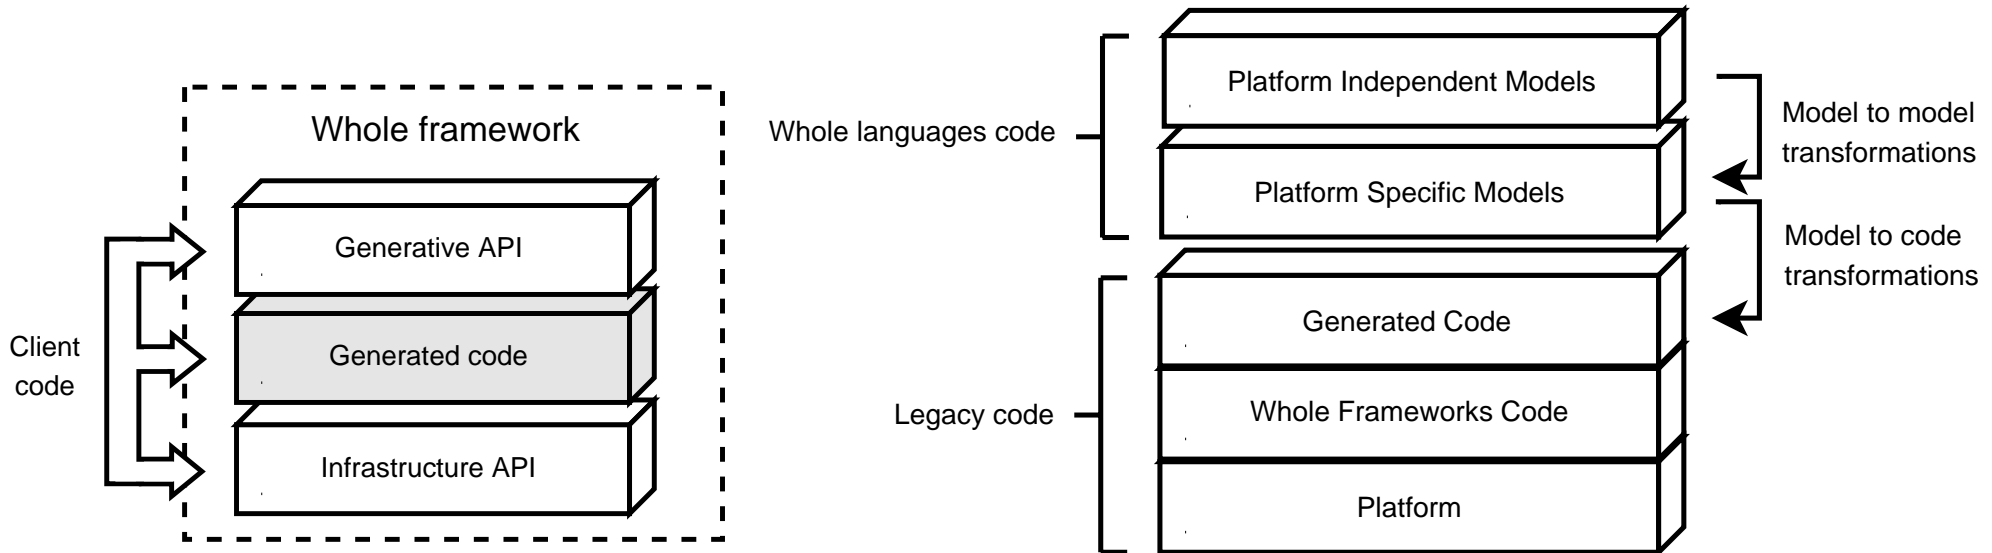 Whole framework
Generative API
Generated code
Infrastructure API
Client
code
Whole languages code
Legacy code
Platform Independent Models
Platform Specific Models
Generated Code
Whole Frameworks Code
Platform
Model to model
transformations
Model to code
transformations